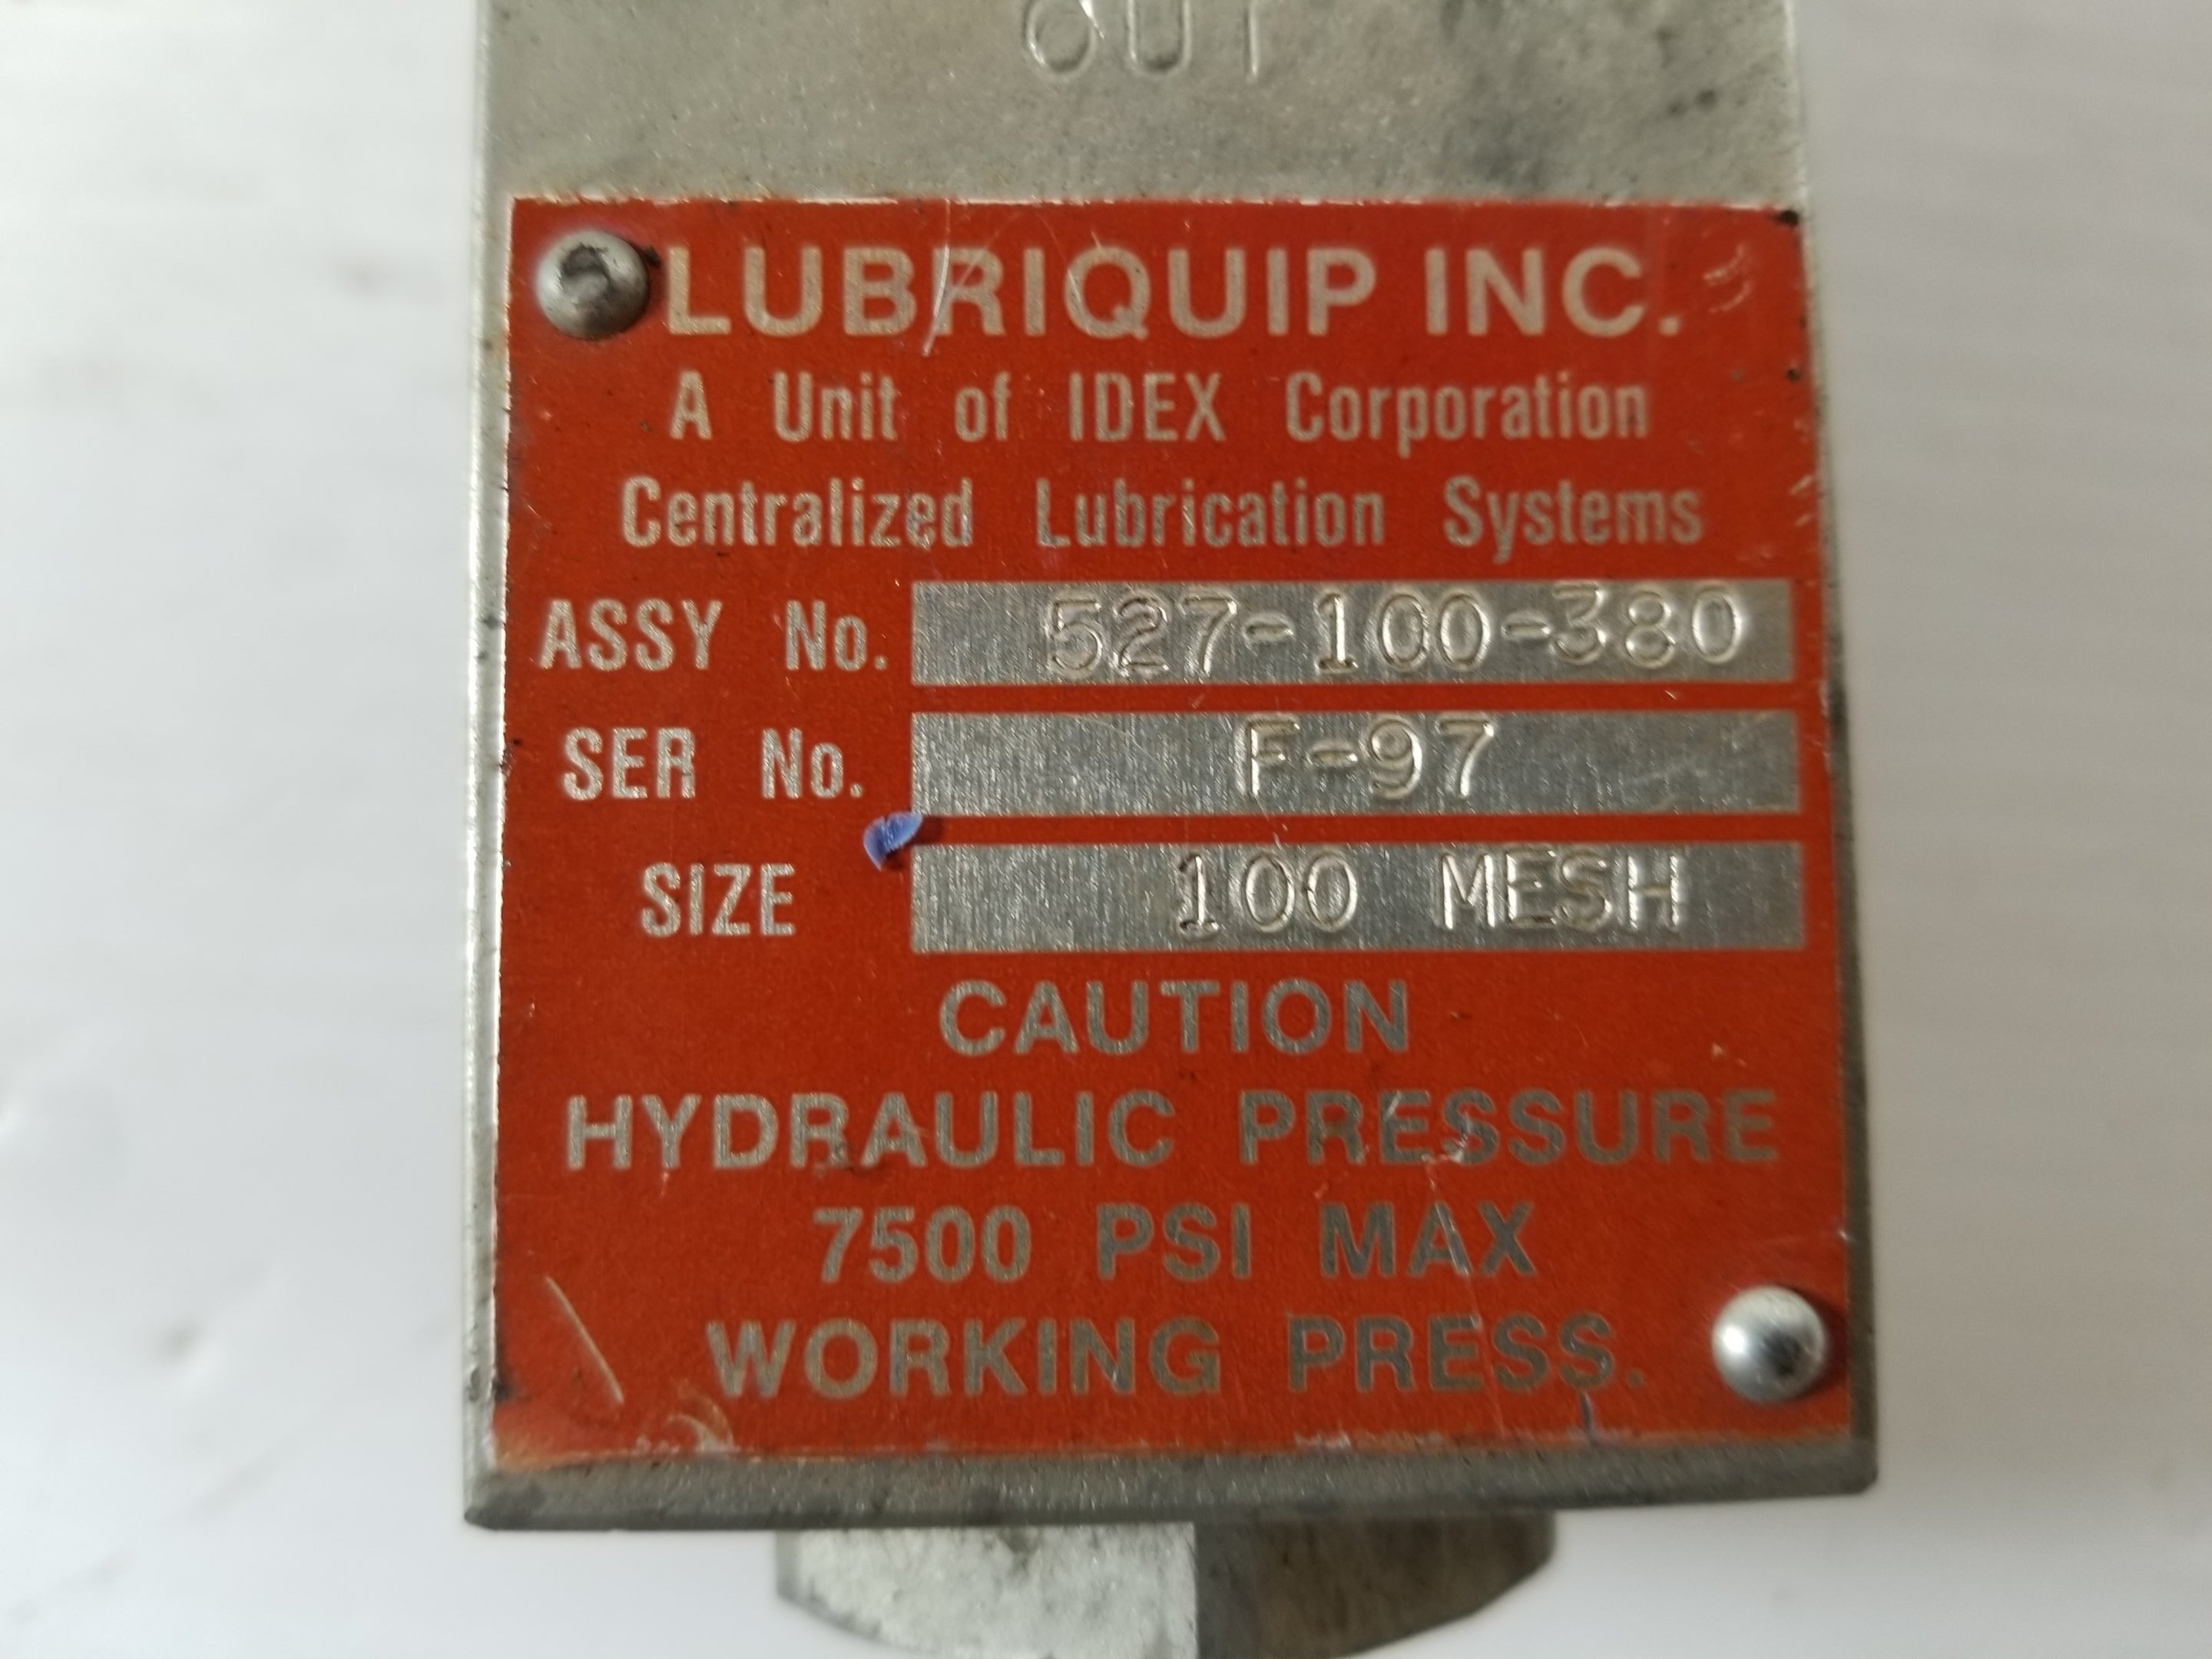 OUT
LUBRIQUIP INC.
A Unit of IDEX Corporation
Centralized Lubrication Systems
ASSY No. 527-100-380
SER No. F-97
SIZE 100 MESH
CAUTION
HYDRAULIC PRESSURE
7500 PSI MAX
WORKING PRESS.